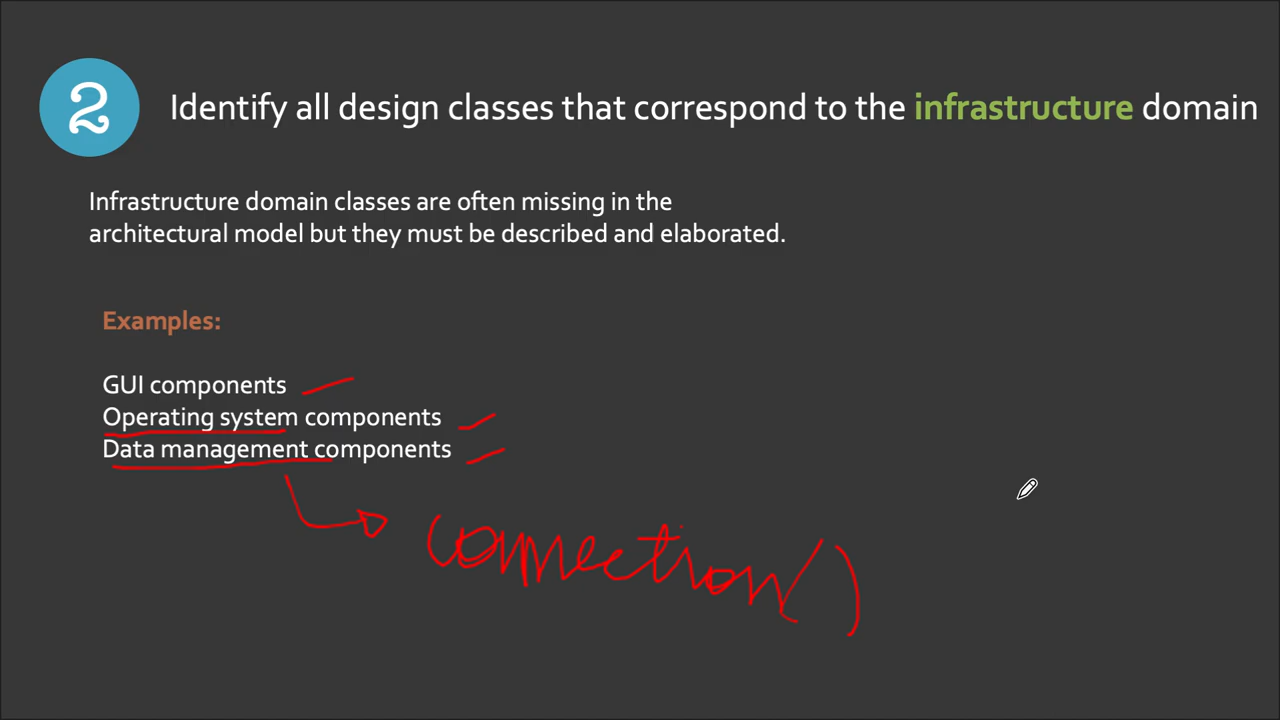 2
Identify all design classes that correspond to the infrastructure domain
Infrastructure domain classes are often missing in the
architectural model but they must be described and elaborated.
Examples:
GUI components
Operating system components
Data management components
connection()